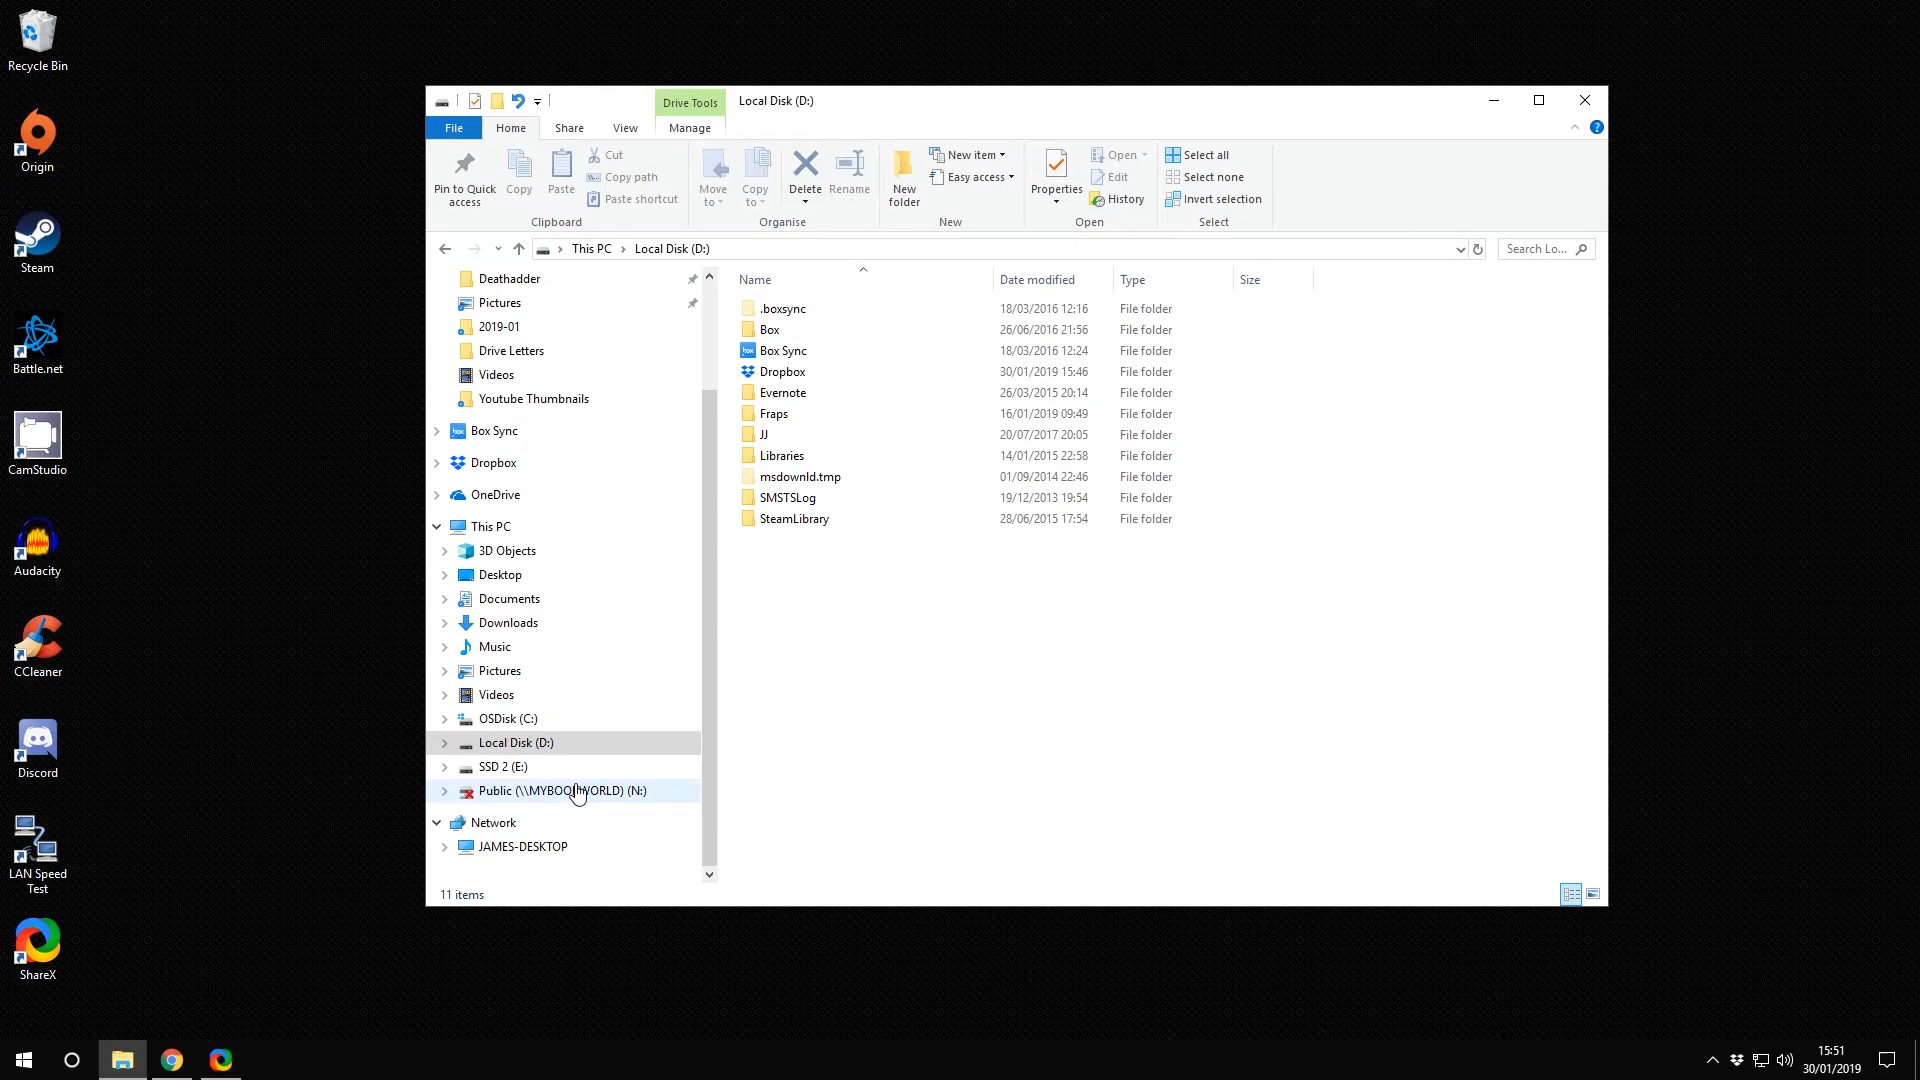 Recycle Bin
Origin
Steam
Battle.net
CamStudio
Audacity
CCleaner
Discord
LAN Speed
Test
ShareX
Drive Tools
Local Disk (D:)
File
Home
Share
View
Manage
Pin to Quick
access
Copy
Paste
Cut
Copy path
Paste shortcut
Clipboard
Move
to
Copy
to
Delete
Rename
Organise
New
folder
New item
Easy access
New
Properties
Open
Edit
History
Open
Select all
Select none
Invert selection
Select
This PC > Local Disk (D:)
Search Lo...
Deathadder
Pictures
2019-01
Drive Letters
Videos
Youtube Thumbnails
Box Sync
Dropbox
OneDrive
This PC
3D Objects
Desktop
Documents
Downloads
Music
Pictures
Videos
OSDisk (C:)
Local Disk (D:)
SSD 2 (E:)
Public (N:)
Network
JAMES-DESKTOP
Name Date modified Type Size
.boxsync 18/03/2016 12:16 File folder
Box 26/06/2016 21:56 File folder
box Box Sync 18/03/2016 12:24 File folder
Dropbox 30/01/2019 15:46 File folder
Evernote 26/03/2015 20:14 File folder
Fraps 16/01/2019 09:49 File folder
JJ 20/07/2017 20:05 File folder
Libraries 14/01/2015 22:58 File folder
msdownld.tmp 01/09/2014 22:46 File folder
SMSTSLog 19/12/2013 19:54 File folder
SteamLibrary 28/06/2015 17:54 File folder
11 items
15:51
30/01/2019